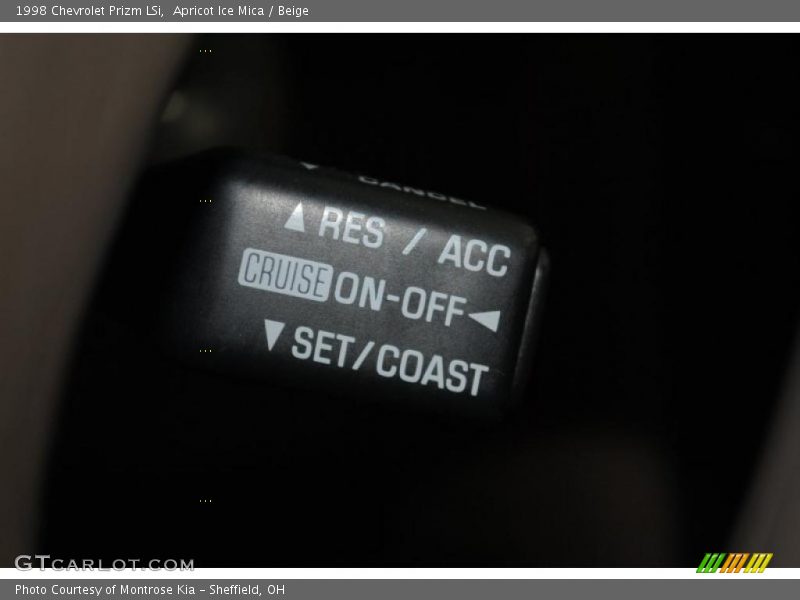 1998 Chevrolet Prizm LSi,  Apricot Ice Mica / Beige
CANCEL
▲ RES / ACC
CRUISE ON-OFF ◄
▼ SET/COAST
GTCARLOT.COM
Photo Courtesy of Montrose Kia – Sheffield, OH